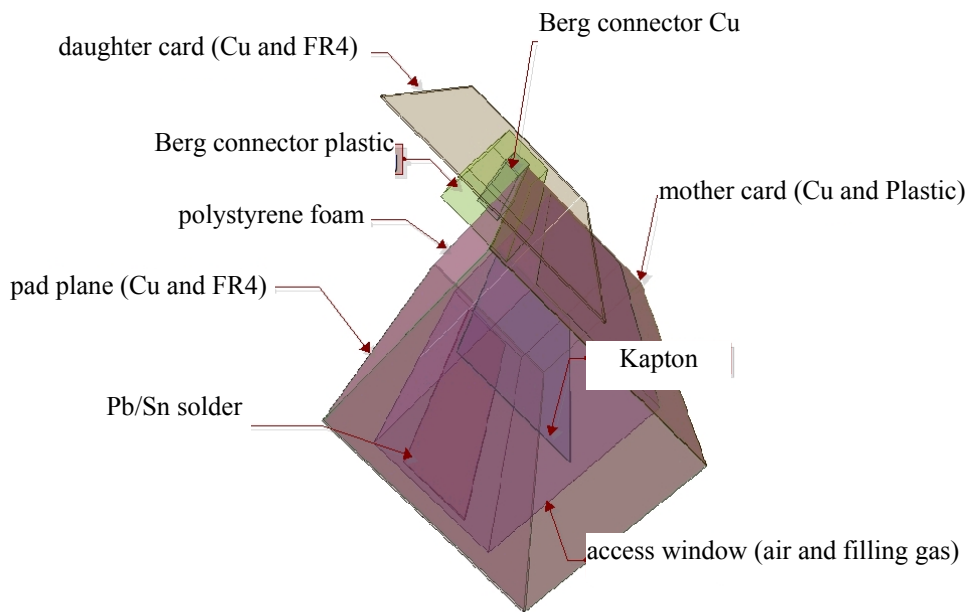 Berg connector Cu
daughter card (Cu and FR4)
Berg connector plastic
mother card (Cu and Plastic)
polystyrene foam
pad plane (Cu and FR4)
Kapton
Pb/Sn solder
access window (air and filling gas)